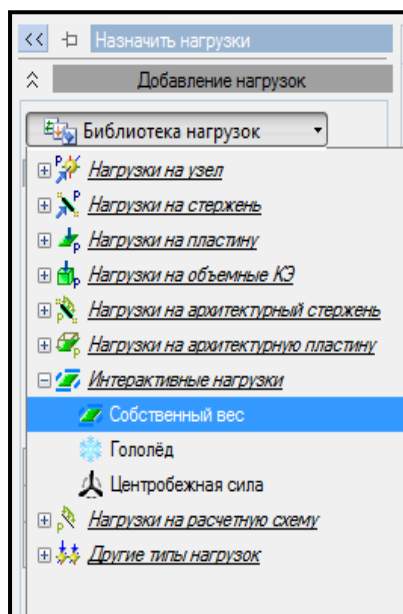 << Назначить нагрузки
Добавление нагрузок
Библиотека нагрузок
Нагрузки на узел
Нагрузки на стержень
Нагрузки на пластину
Нагрузки на объемные КЭ
Нагрузки на архитектурный стержень
Нагрузки на архитектурную пластину
Интерактивные нагрузки
Собственный вес
Гололёд
Центробежная сила
Нагрузки на расчетную схему
Другие типы нагрузок